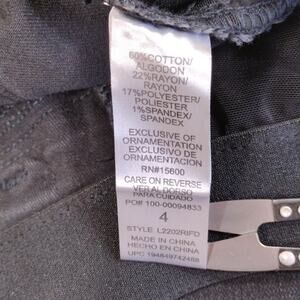 60%COTTON/
ALGODON
22%RAYON/
RAYON
17%POLYESTER/
POLIESTER
1%SPANDEX/
SPANDEX
EXCLUSIVE OF
ORNAMENTATION
EXCLUSIVO DE
ORNAMENTACION
RN#15600
CARE ON REVERSE
VER AL DORSO
PARA CUIDADO
PO# 100-00094833
4
STYLE L2202RIFD
MADE IN CHINA
HECHO EN CHINA
UPC 194849742488